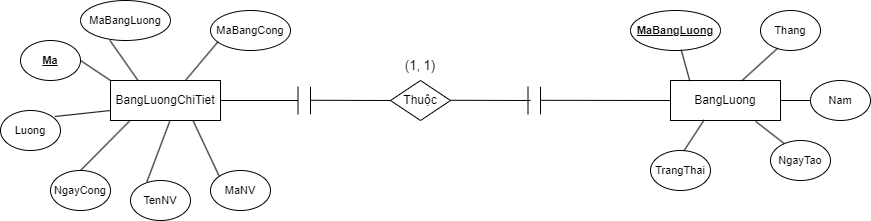 MaBangLuong
MaBangCong
MaBangLuong
Thang
Ma
(1, 1)
BangLuongChiTiet
Thuộc
BangLuong
Nam
Luong
NgayCong
TenNV
MaNV
TrangThai
NgayTao